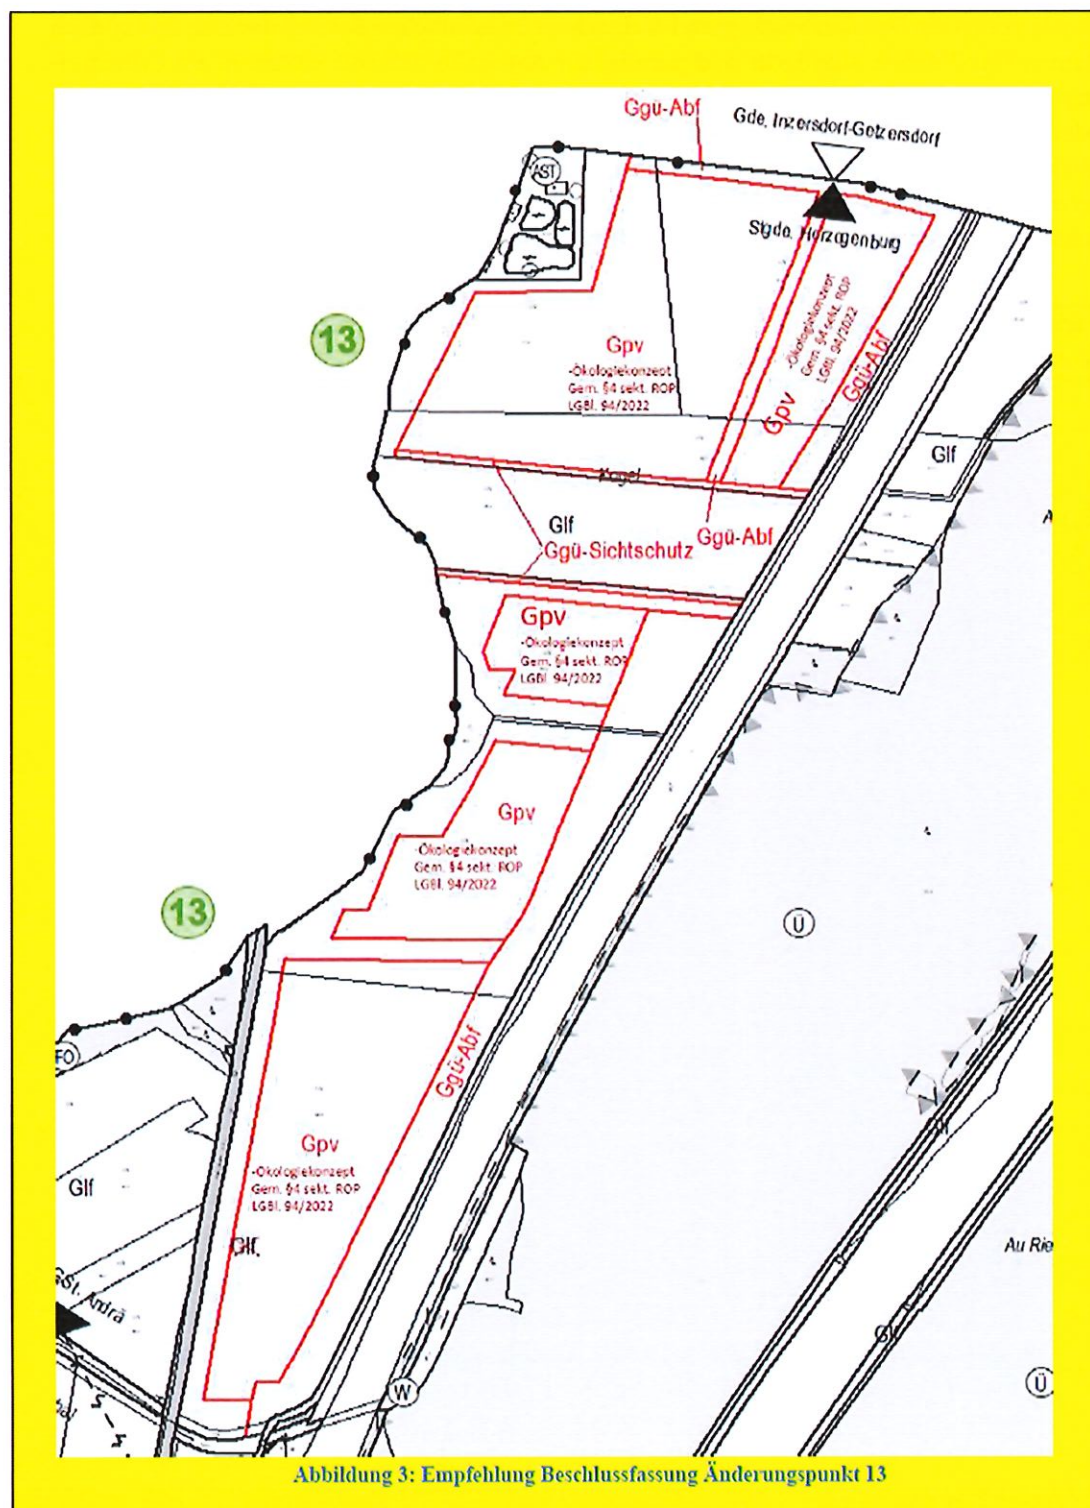 Ggü-Abf
Gde. Inzersdorf-Getzersdorf
AST
Stgde. Herzogenburg
13
Gpv
-Ökologiekonzept
Gem. §4 sekt. ROP
LGBl. 94/2022
Gpv
-Ökologiekonzept
Gem. §4 sekt. ROP
LGBl. 94/2022
Ggü-Abf
Glf
Kogel
Glf
Ggü-Abf
Ggü-Sichtschutz
Gpv
-Ökologiekonzept
Gem. §4 sekt. ROP
LGBl. 94/2022
Gpv
-Ökologiekonzept
Gem. §4 sekt. ROP
LGBl. 94/2022
13
Ü
FO
Ggü-Abf
Gpv
-Ökologiekonzept
Gem. §4 sekt. ROP
LGBl. 94/2022
Glf
Glf
Au Rie
St. Andrä
Ü
W
Abbildung 3: Empfehlung Beschlussfassung Änderungspunkt 13